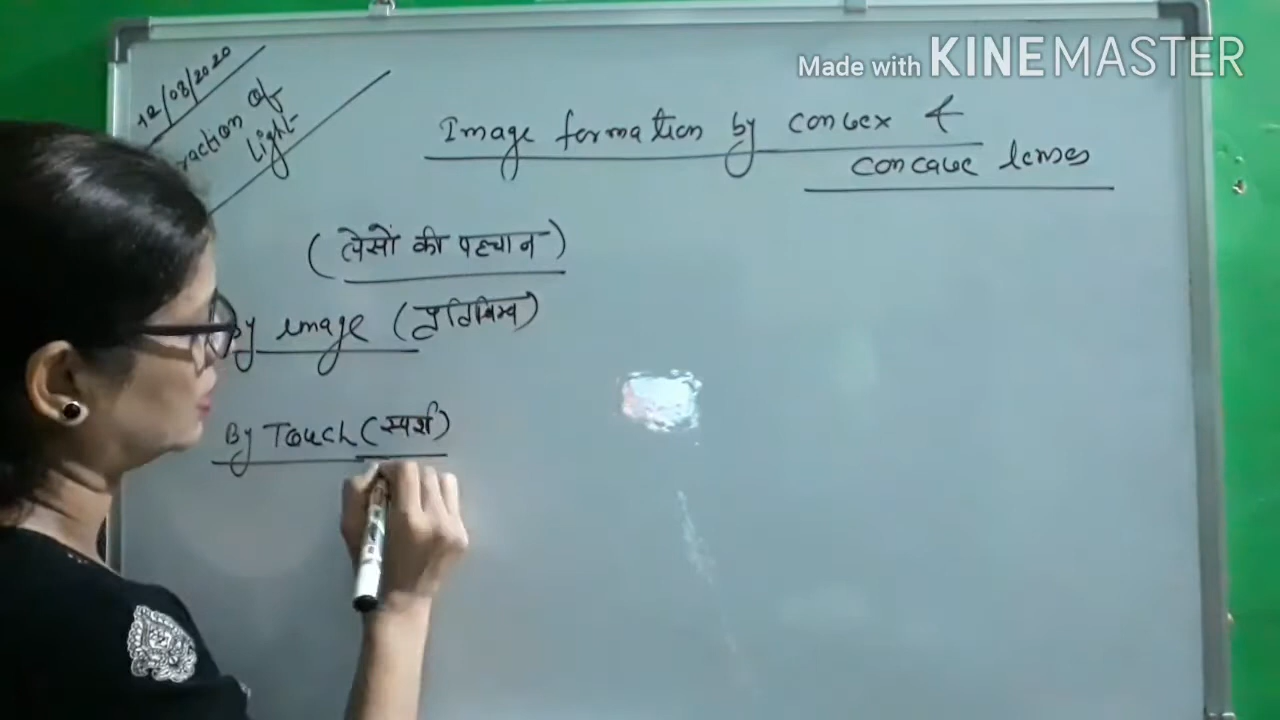 Made with KINEMASTER
12/08/2020
raction of
light
Image formation by convex &
concave lenses
(लेंसों की पहचान)
By image (प्रतिबिम्ब)
By Touch (स्पर्श)